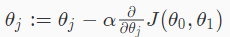 θⱼ := θⱼ − α ∂/∂θⱼ J(θ₀, θ₁)